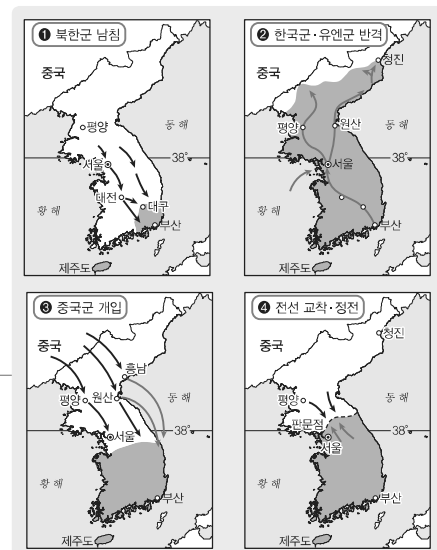 ❶ 북한군 남침
중국
평양
동해
38°
서울
대전
대구
황해
부산
제주도
❷ 한국군·유엔군 반격
중국
청진
평양
원산
동해
38°
서울
황해
부산
제주도
❸ 중국군 개입
중국
흥남
평양
원산
동해
서울
38°
황해
부산
제주도
❹ 전선 교착·정전
청진
중국
평양
동해
판문점
38°
서울
황해
부산
제주도